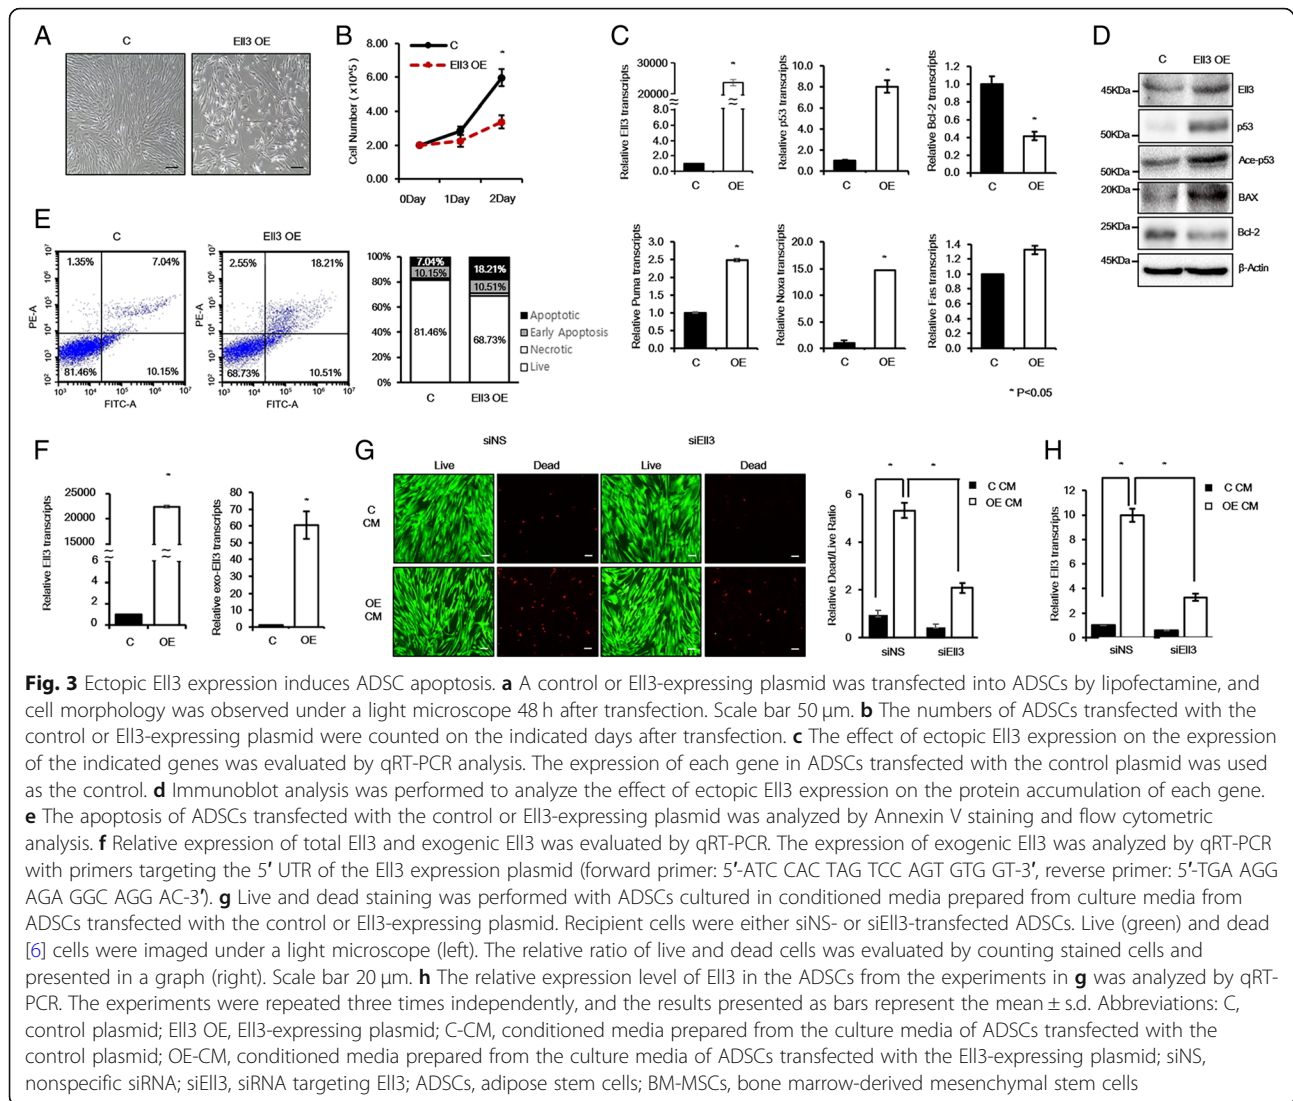 A
C
Ell3 OE
B
Cell Number ( x10^5)
8.00
6.00
4.00
2.00
0.00
C
Ell3 OE
*
0Day
1Day
2Day
C
Relative Ell3 transcripts
30000
20000
8.0
6.0
4.0
2.0
0.0
≈ ≈
*
C
OE
Relative p53 transcripts
10.0
8.0
6.0
4.0
2.0
0.0
*
C
OE
Relative Bcl-2 transcripts
1.2
1.0
0.8
0.6
0.4
0.2
0.0
*
C
OE
Relative Puma transcripts
3.0
2.5
2.0
1.5
1.0
0.5
0.0
*
C
OE
Relative Noxa transcripts
20.0
15.0
10.0
5.0
0.0
*
C
OE
Relative Fas transcripts
1.4
1.2
1.0
0.8
0.6
0.4
0.2
0.0
C
OE
* P<0.05
D
C
Ell3 OE
45KDa
Ell3
50KDa
p53
50KDa
Ace-p53
20KDa
BAX
25KDa
Bcl-2
45KDa
β-Actin
E
C
PE-A
10⁷
10⁶
10⁵
10⁴
10³
10²
1.35%
7.04%
81.46%
10.15%
10³ 10⁴ 10⁵ 10⁶ 10⁷
FITC-A
Ell3 OE
PE-A
10⁷
10⁶
10⁵
10⁴
10³
10²
2.55%
18.21%
68.73%
10.51%
10³ 10⁴ 10⁵ 10⁶ 10⁷
FITC-A
100%
80%
60%
40%
20%
0%
7.04%
10.15%
81.46%
18.21%
10.51%
68.73%
C
Ell3 OE
Apoptotic
Early Apoptosis
Necrotic
Live
F
Relative Ell3 transcripts
25000
20000
15000
6
4
2
0
≈ ≈
*
C
OE
Relative exo-Ell3 transcripts
80
70
60
50
40
30
20
10
0
*
C
OE
G
siNS
siEll3
Live
Dead
Live
Dead
C
CM
OE
CM
Relative Dead/Live Ratio
6
4
2
0
* *
C CM
OE CM
siNS
siEll3
H
Relative Ell3 transcripts
12
10
8
6
4
2
0
* *
C CM
OE CM
siNS
siEll3
Fig. 3 Ectopic Ell3 expression induces ADSC apoptosis. a A control or Ell3-expressing plasmid was transfected into ADSCs by lipofectamine, and
cell morphology was observed under a light microscope 48 h after transfection. Scale bar 50 μm. b The numbers of ADSCs transfected with the
control or Ell3-expressing plasmid were counted on the indicated days after transfection. c The effect of ectopic Ell3 expression on the expression
of the indicated genes was evaluated by qRT-PCR analysis. The expression of each gene in ADSCs transfected with the control plasmid was used
as the control. d Immunoblot analysis was performed to analyze the effect of ectopic Ell3 expression on the protein accumulation of each gene.
e The apoptosis of ADSCs transfected with the control or Ell3-expressing plasmid was analyzed by Annexin V staining and flow cytometric
analysis. f Relative expression of total Ell3 and exogenic Ell3 was evaluated by qRT-PCR. The expression of exogenic Ell3 was analyzed by qRT-PCR
with primers targeting the 5′ UTR of the Ell3 expression plasmid (forward primer: 5′-ATC CAC TAG TCC AGT GTG GT-3′, reverse primer: 5′-TGA AGG
AGA GGC AGG AC-3′). g Live and dead staining was performed with ADSCs cultured in conditioned media prepared from culture media from
ADSCs transfected with the control or Ell3-expressing plasmid. Recipient cells were either siNS- or siEll3-transfected ADSCs. Live (green) and dead
[6] cells were imaged under a light microscope (left). The relative ratio of live and dead cells was evaluated by counting stained cells and
presented in a graph (right). Scale bar 20 μm. h The relative expression level of Ell3 in the ADSCs from the experiments in g was analyzed by qRT-
PCR. The experiments were repeated three times independently, and the results presented as bars represent the mean ± s.d. Abbreviations: C,
control plasmid; Ell3 OE, Ell3-expressing plasmid; C-CM, conditioned media prepared from the culture media of ADSCs transfected with the
control plasmid; OE-CM, conditioned media prepared from the culture media of ADSCs transfected with the Ell3-expressing plasmid; siNS,
nonspecific siRNA; siEll3, siRNA targeting Ell3; ADSCs, adipose stem cells; BM-MSCs, bone marrow-derived mesenchymal stem cells